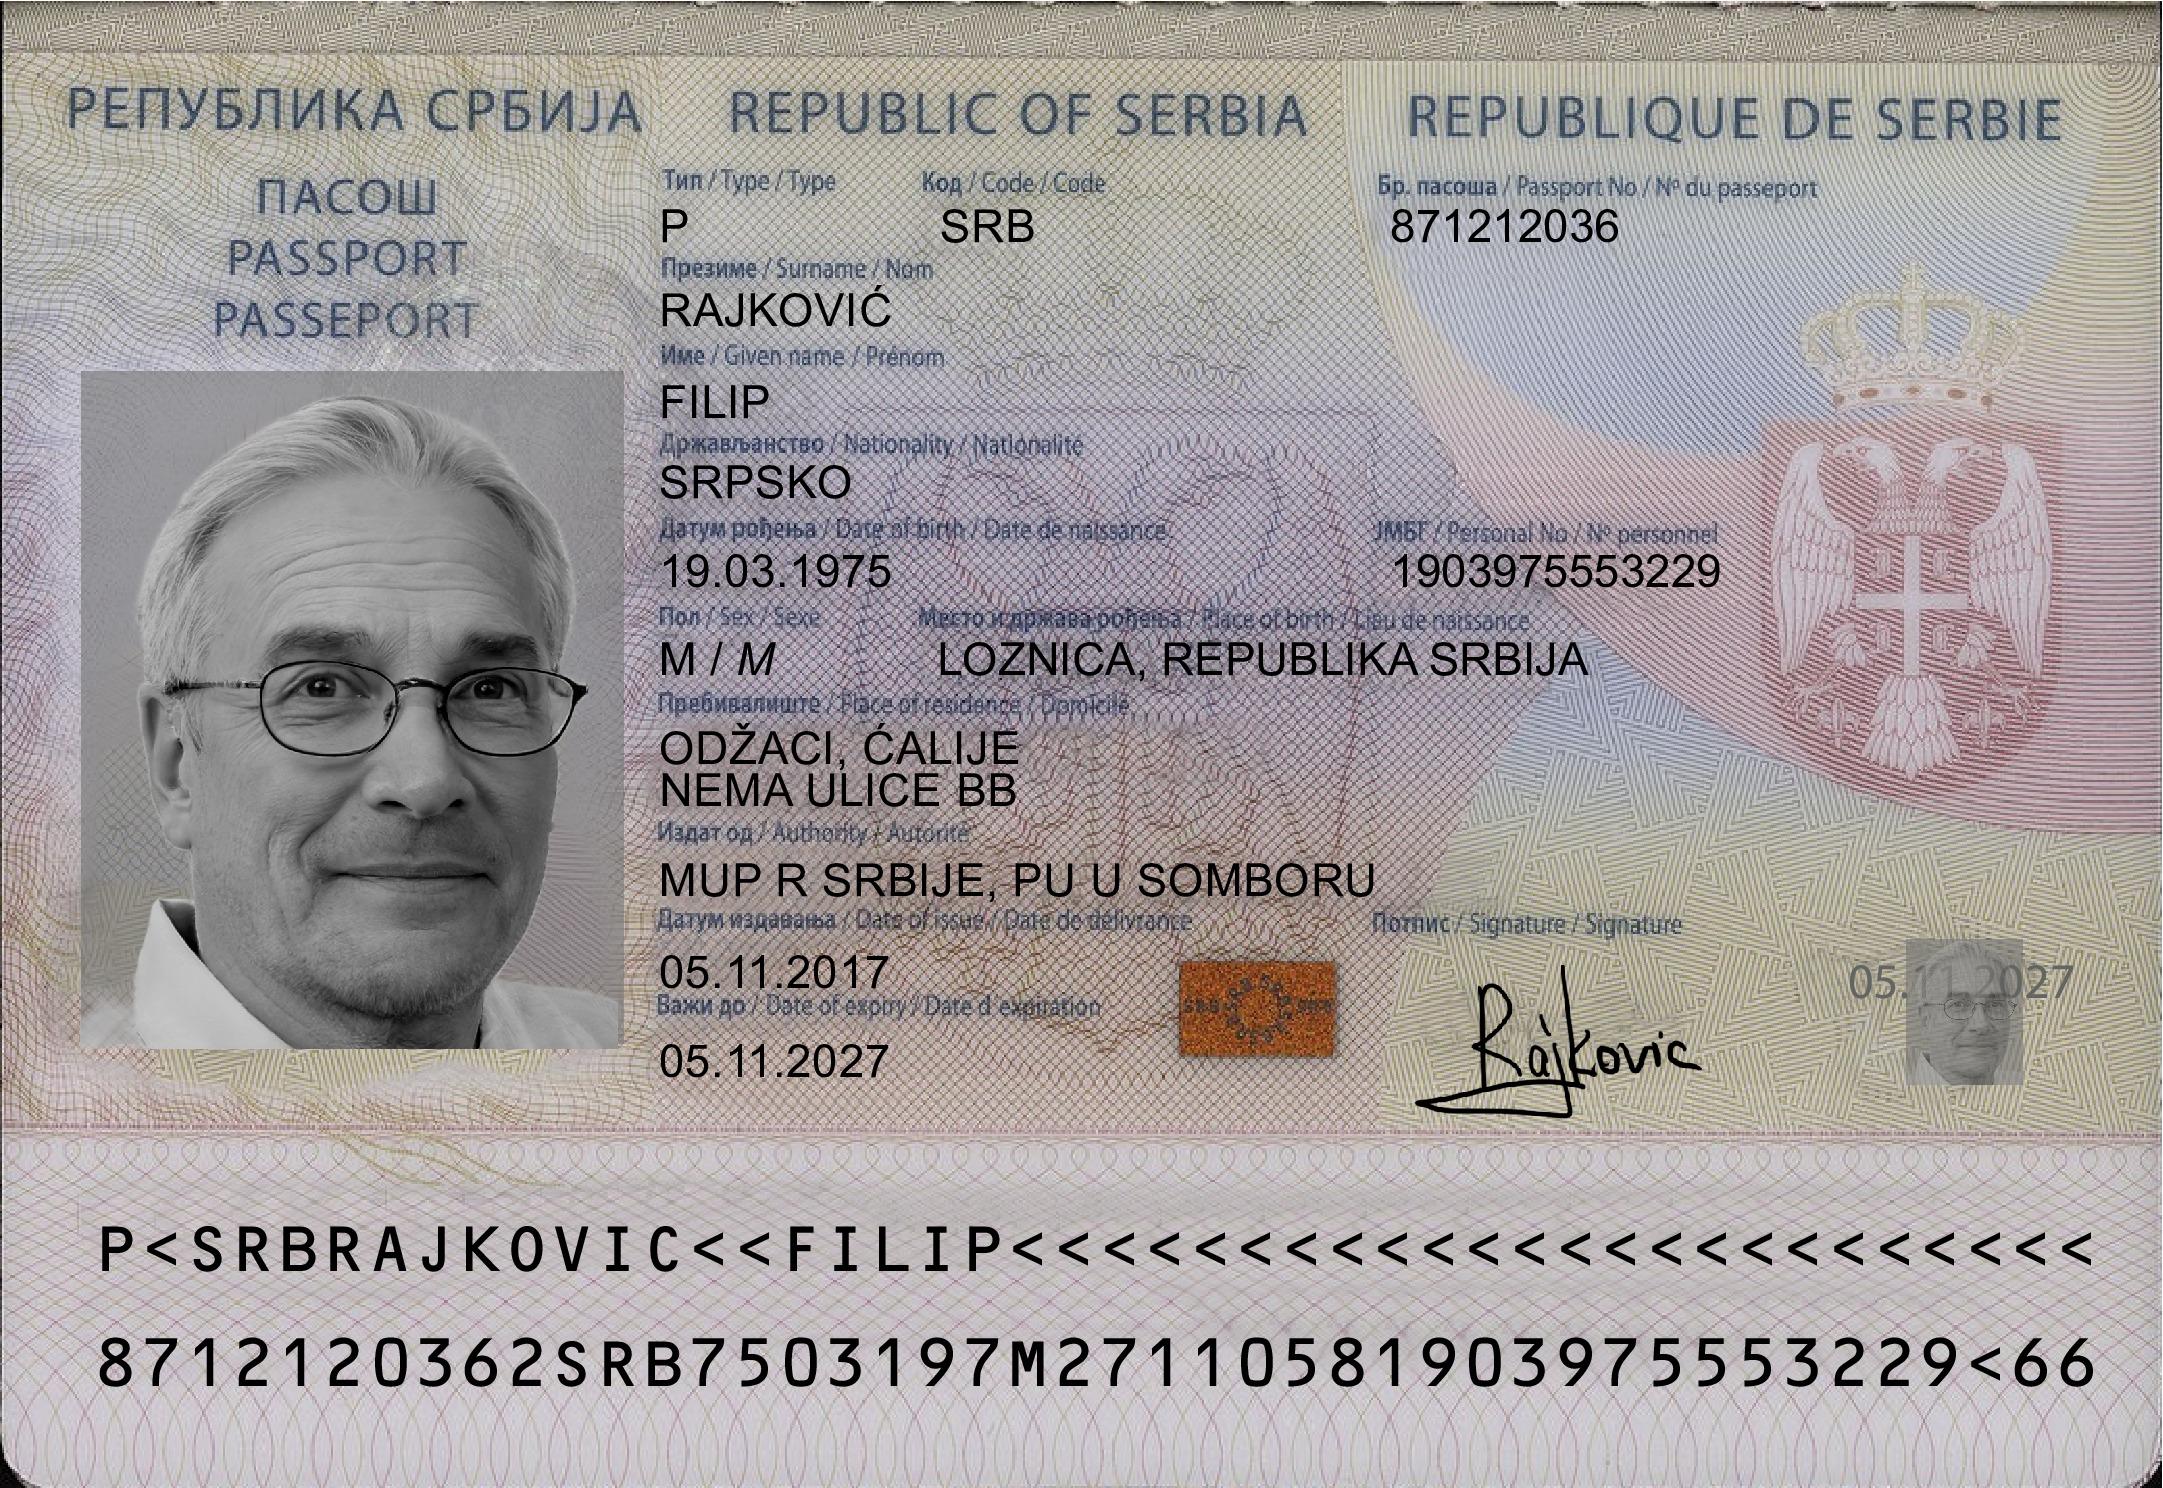 РЕПУБЛИКА СРБИЈА REPUBLIC OF SERBIA REPUBLIQUE DE SERBIE
ПАСОШ
PASSPORT
PASSEPORT
Тип / Type / Type Код / Code / Code Бр. пасоша / Passport No / Nº du passeport
P SRB 871212036
Презиме / Surname / Nom
RAJKOVIĆ
Име / Given name / Prénom
FILIP
Држављанство / Nationality / Nationalité
SRPSKO
Датум рођења / Date of birth / Date de naissance ЈМБГ / Personal No / Nº personnel
19.03.1975 1903975553229
Пол / Sex / Sexe Место и држава рођења / Place of birth / Lieu de naissance
M / M LOZNICA, REPUBLIKA SRBIJA
Пребивалиште / Place of residence / Domicile
ODŽACI, ĆALIJE
NEMA ULICE BB
Издат од / Authority / Autorité
MUP R SRBIJE, PU U SOMBORU
Датум издавања / Date of issue / Date de délivrance Потпис / Signature / Signature
05.11.2017 05.11.2027
Важи до / Date of expiry / Date d expiration
05.11.2027
Rajkovic
P<SRBRAJKOVIC<<FILIP<<<<<<<<<<<<<<<<<<<<<<<<
8712120362SRB7503197M27110581903975553229<66